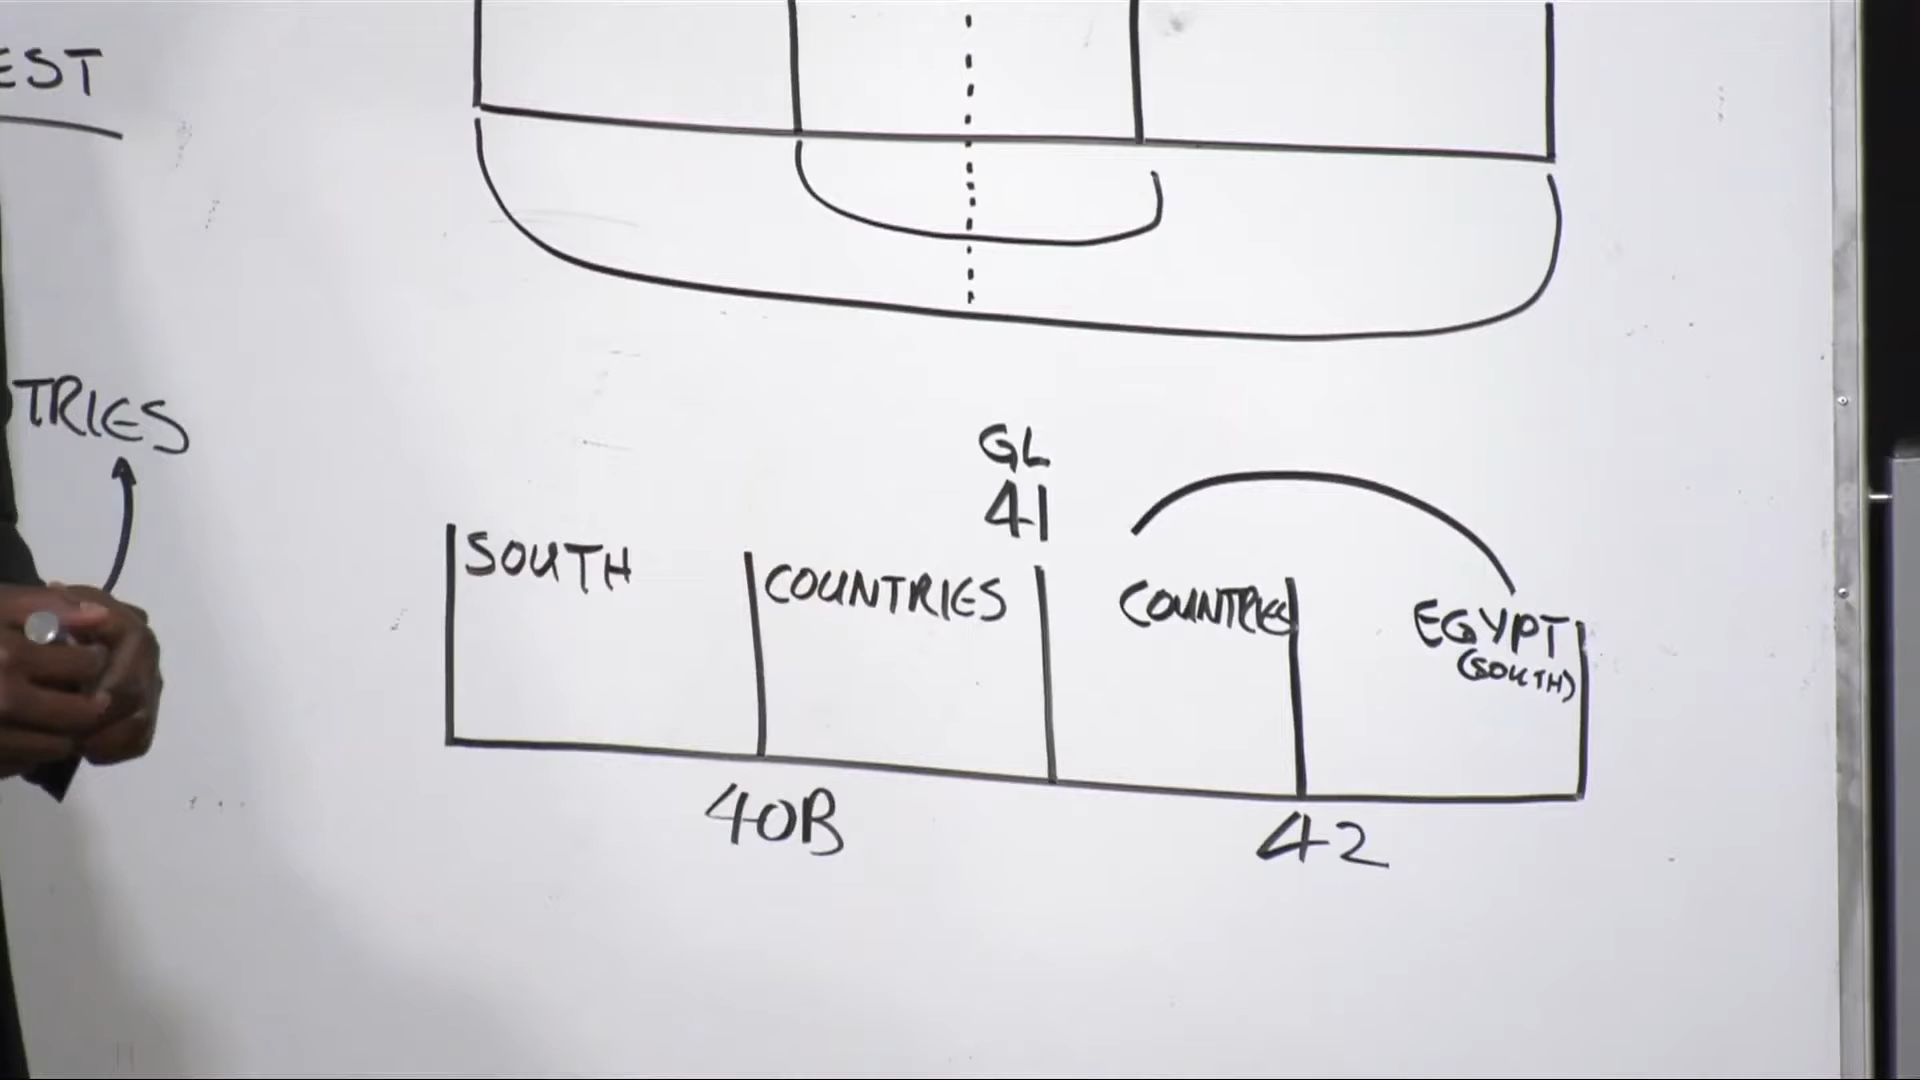 EST
TRIES
GL
41
SOUTH
COUNTRIES
COUNTRIES
EGYPT
(SOUTH)
40B
42